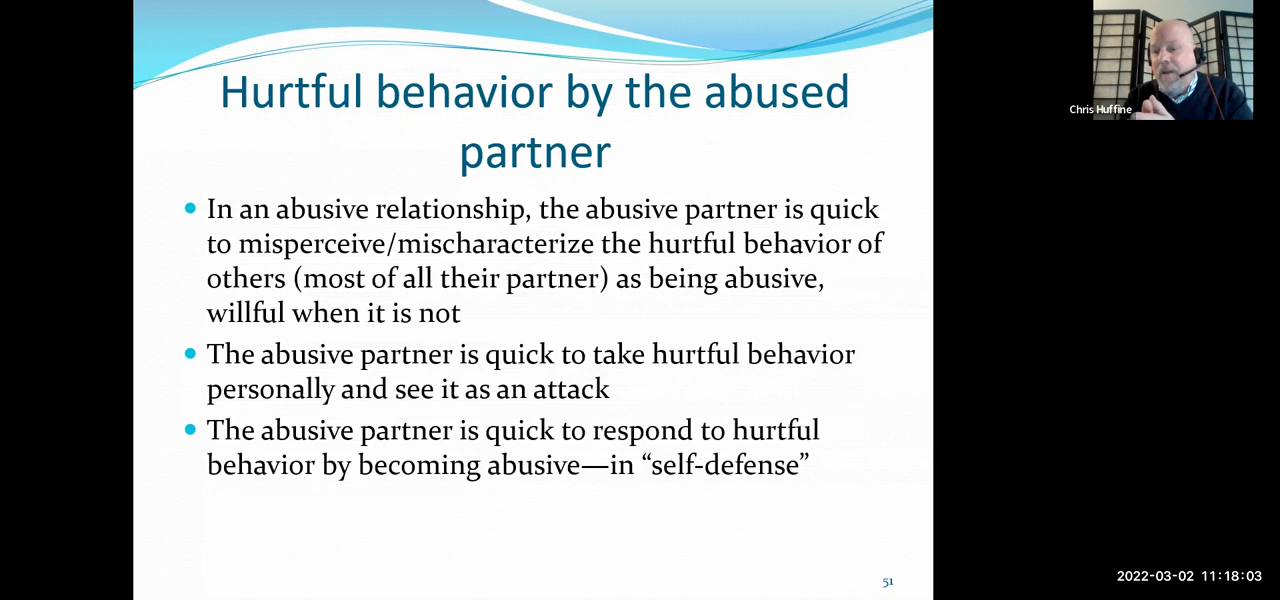 Hurtful behavior by the abused
partner
• In an abusive relationship, the abusive partner is quick
to misperceive/mischaracterize the hurtful behavior of
others (most of all their partner) as being abusive,
willful when it is not
• The abusive partner is quick to take hurtful behavior
personally and see it as an attack
• The abusive partner is quick to respond to hurtful
behavior by becoming abusive—in “self-defense”
51
Chris Huffine
2022-03-02 11:18:03